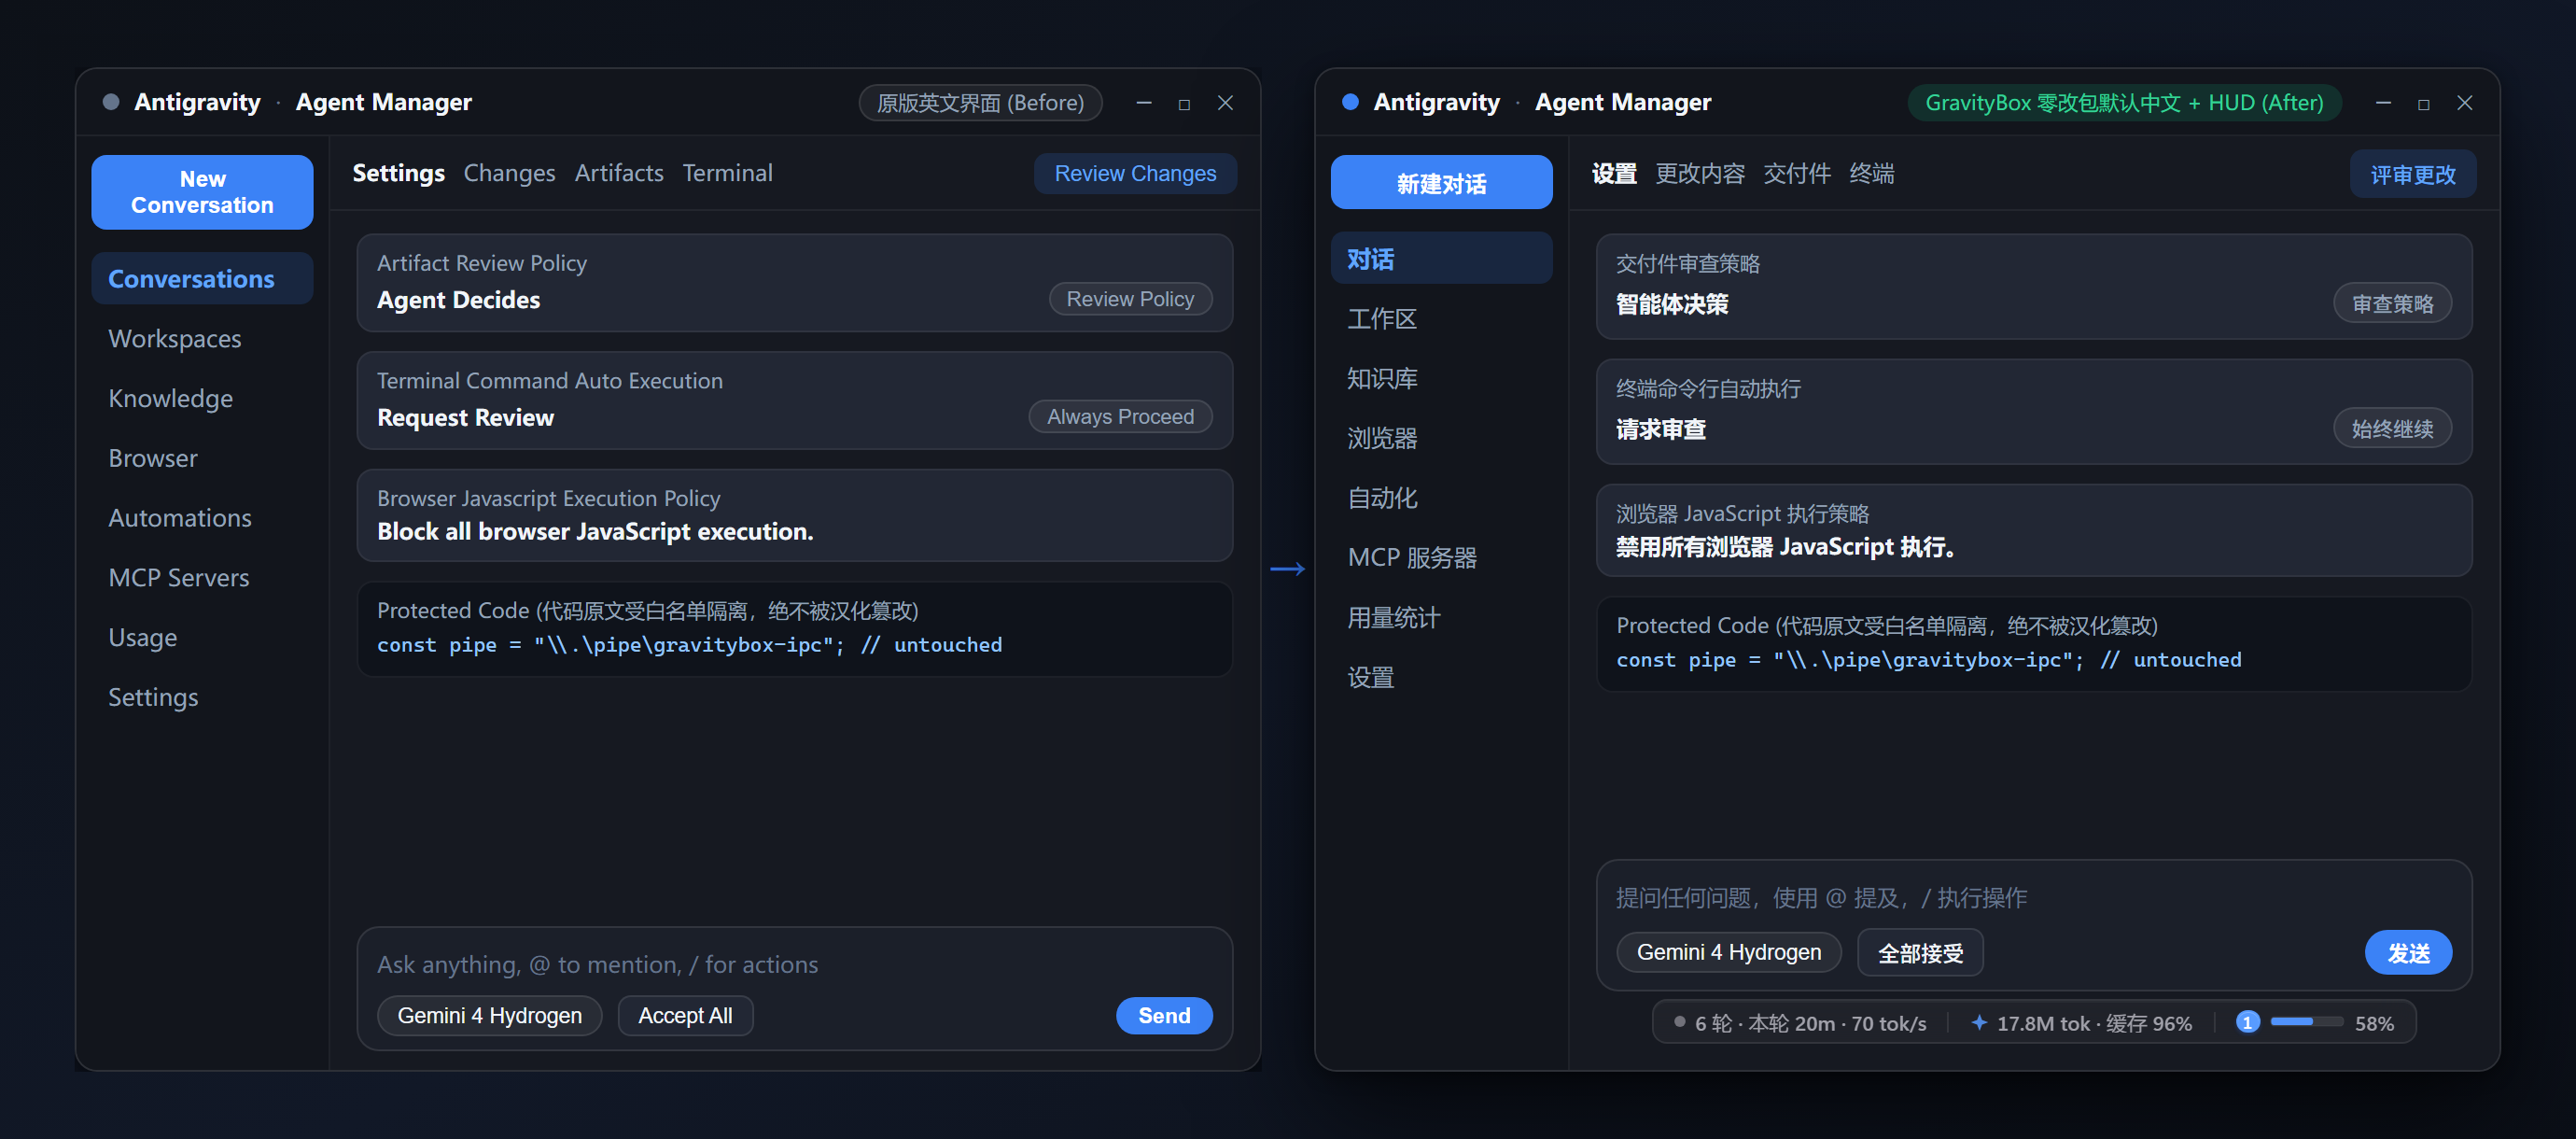 Antigravity · Agent Manager
原版英文界面 (Before)
New
Conversation
Conversations
Workspaces
Knowledge
Browser
Automations
MCP Servers
Usage
Settings
Settings Changes Artifacts Terminal
Review Changes
Artifact Review Policy
Agent Decides
Review Policy
Terminal Command Auto Execution
Request Review
Always Proceed
Browser Javascript Execution Policy
Block all browser JavaScript execution.
Protected Code (代码原文受白名单隔离，绝不被汉化篡改)
const pipe = "\\.\pipe\gravitybox-ipc"; // untouched
Ask anything, @ to mention, / for actions
Gemini 4 Hydrogen
Accept All
Send
→
Antigravity · Agent Manager
GravityBox 零改包默认中文 + HUD (After)
新建对话
对话
工作区
知识库
浏览器
自动化
MCP 服务器
用量统计
设置
设置 更改内容 交付件 终端
评审更改
交付件审查策略
智能体决策
审查策略
终端命令行自动执行
请求审查
始终继续
浏览器 JavaScript 执行策略
禁用所有浏览器 JavaScript 执行。
Protected Code (代码原文受白名单隔离，绝不被汉化篡改)
const pipe = "\\.\pipe\gravitybox-ipc"; // untouched
提问任何问题，使用 @ 提及，/ 执行操作
Gemini 4 Hydrogen
全部接受
发送
6 轮 · 本轮 20m · 70 tok/s
17.8M tok · 缓存 96%
1
58%